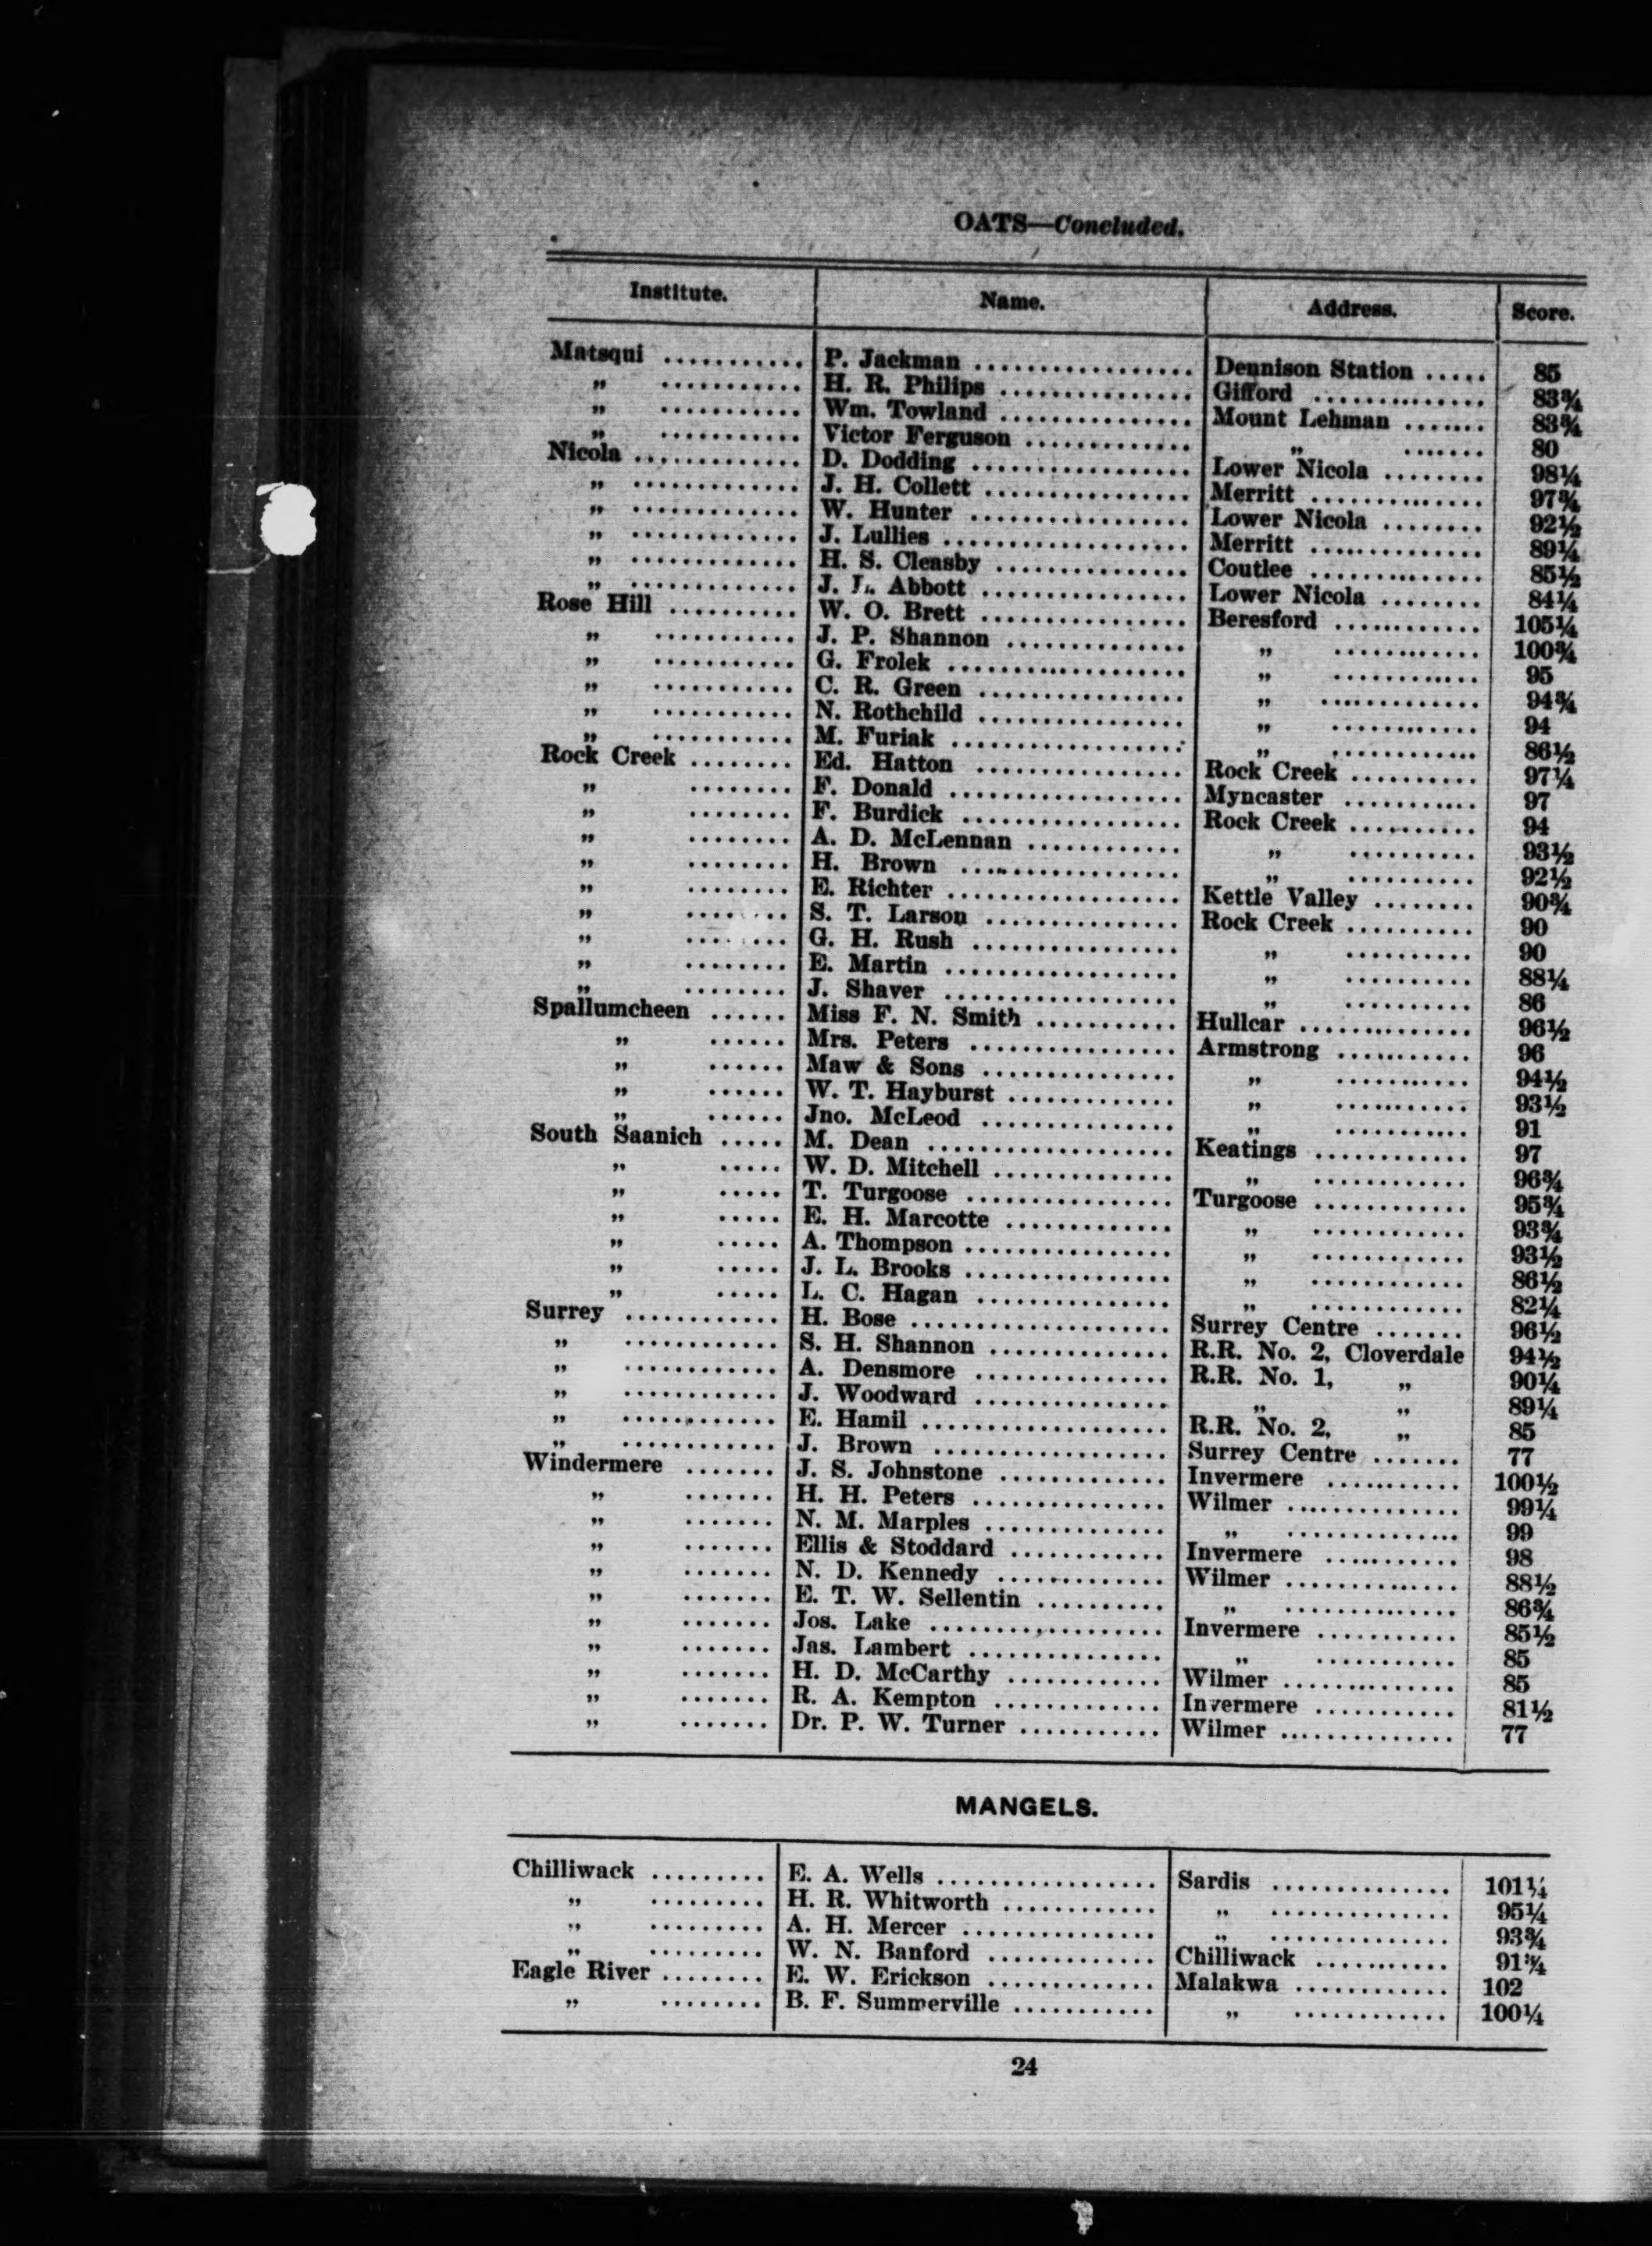 OATS—Concluded.
Institute. Name. Address. Score.
Matsqui ........... P. Jackman ................. Dennison Station ..... 85
„ ........... H. R. Philips ............... Gifford ............. 83¾
„ ........... Wm. Towland ............... Mount Lehman ....... 83¾
„ ........... Victor Ferguson ............. „ ....... 80
Nicola ............. D. Dodding ................. Lower Nicola ........ 98¼
„ ............. J. H. Collett ................ Merritt ............. 97¾
„ ............. W. Hunter ................. Lower Nicola ........ 92½
„ ............. J. Lullies ................... Merritt ............. 89¼
„ ............. H. S. Cleasby ............... Coutlee ............. 85½
„ ............. J. L. Abbott ................ Lower Nicola ........ 84¼
Rose Hill .......... W. O. Brett ................ Beresford ........... 105¼
„ ........... J. P. Shannon .............. „ ........... 100¾
„ ........... G. Frolek .................. „ ........... 95
„ ........... C. R. Green ................ „ ............ 94¾
„ ........... N. Rothchild ................ „ ........... 94
„ ........... M. Furiak .................. „ ........... 86½
Rock Creek ........ Ed. Hatton ................ Rock Creek .......... 97¼
„ ........ F. Donald .................. Myncaster ........... 97
„ ........ F. Burdick ................. Rock Creek .......... 94
„ ........ A. D. McLennan ............ „ .......... 93½
„ ........ H. Brown ................. „ .......... 92½
„ ........ E. Richter .................. Kettle Valley ........ 90¾
„ ........ S. T. Larson ............... Rock Creek .......... 90
„ ........ G. H. Rush ................ „ .......... 90
„ ........ E. Martin .................. „ .......... 88¼
„ ........ J. Shaver .................. „ .......... 86
Spallumcheen ...... Miss F. N. Smith ........... Hullcar .............. 96½
„ ...... Mrs. Peters ................ Armstrong ........... 96
„ ...... Maw & Sons ............... „ ........... 94½
„ ...... W. T. Hayburst ............. „ ........... 93½
„ ...... Jno. McLeod ............... „ ........... 91
South Saanich ..... M. Dean ................... Keatings ............ 97
„ ..... W. D. Mitchell .............. „ ............ 96¾
„ ..... T. Turgoose ................ Turgoose ............ 95¾
„ ..... E. H. Marcotte ............. „ ............ 93¾
„ ..... A. Thompson ................ „ ............ 93½
„ ..... J. L. Brooks ................ „ ............ 86½
„ ..... L. C. Hagan ............... „ ............ 82¼
Surrey ............ H. Bose .................... Surrey Centre ....... 96½
„ ............ S. H. Shannon .............. R.R. No. 2, Cloverdale 94½
„ ............ A. Densmore ............... R.R. No. 1, „ 90¼
„ ............ J. Woodward ............... „ „ 89¼
„ ............ E. Hamil ................... R.R. No. 2, „ 85
„ ............ J. Brown .................. Surrey Centre ....... 77
Windermere ....... J. S. Johnstone ............. Invermere ........... 100½
„ ....... H. H. Peters ............... Wilmer ............. 99¼
„ ....... N. M. Marples .............. „ ............. 99
„ ....... Ellis & Stoddard ............ Invermere ........... 98
„ ....... N. D. Kennedy ............. Wilmer ............. 88½
„ ....... E. T. W. Sellentin .......... „ ............. 86¾
„ ....... Jos. Lake .................. Invermere ........... 85½
„ ....... Jas. Lambert ............... „ ........... 85
„ ....... H. D. McCarthy ............ Wilmer .............. 85
„ ....... R. A. Kempton ............. Invermere ........... 81½
„ ....... Dr. P. W. Turner ........... Wilmer .............. 77
MANGELS.
Chilliwack ......... E. A. Wells ................. Sardis .............. 101¼
„ ......... H. R. Whitworth ............ „ .............. 95¼
„ ......... A. H. Mercer ............... „ .............. 93¾
„ ......... W. N. Banford ............. Chilliwack ........... 91¾
Eagle River ........ E. W. Erickson ............. Malakwa ............ 102
„ ........ B. F. Summerville ........... „ ............ 100¼
24